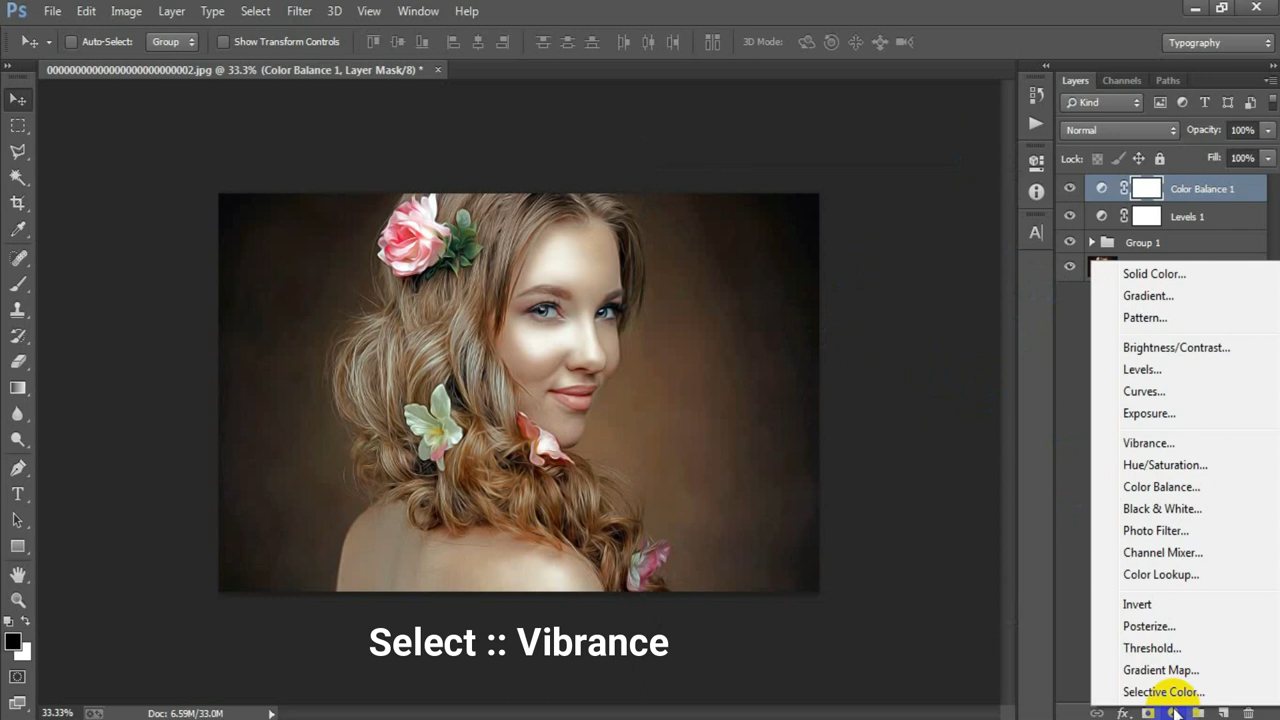 Ps File Edit Image Layer Type Select Filter 3D View Window Help
Auto-Select: Group Show Transform Controls 3D Mode: Typography
0000000000000000000000002.jpg @ 33.3% (Color Balance 1, Layer Mask/8) *
Layers Channels Paths
Kind
Normal Opacity: 100%
Lock: Fill: 100%
Color Balance 1
Levels 1
Group 1
Solid Color...
Gradient...
Pattern...
Brightness/Contrast...
Levels...
Curves...
Exposure...
Vibrance...
Hue/Saturation...
Color Balance...
Black & White...
Photo Filter...
Channel Mixer...
Color Lookup...
Invert
Posterize...
Threshold...
Gradient Map...
Selective Color...
Select :: Vibrance
33.33% Doc: 6.59M/33.0M